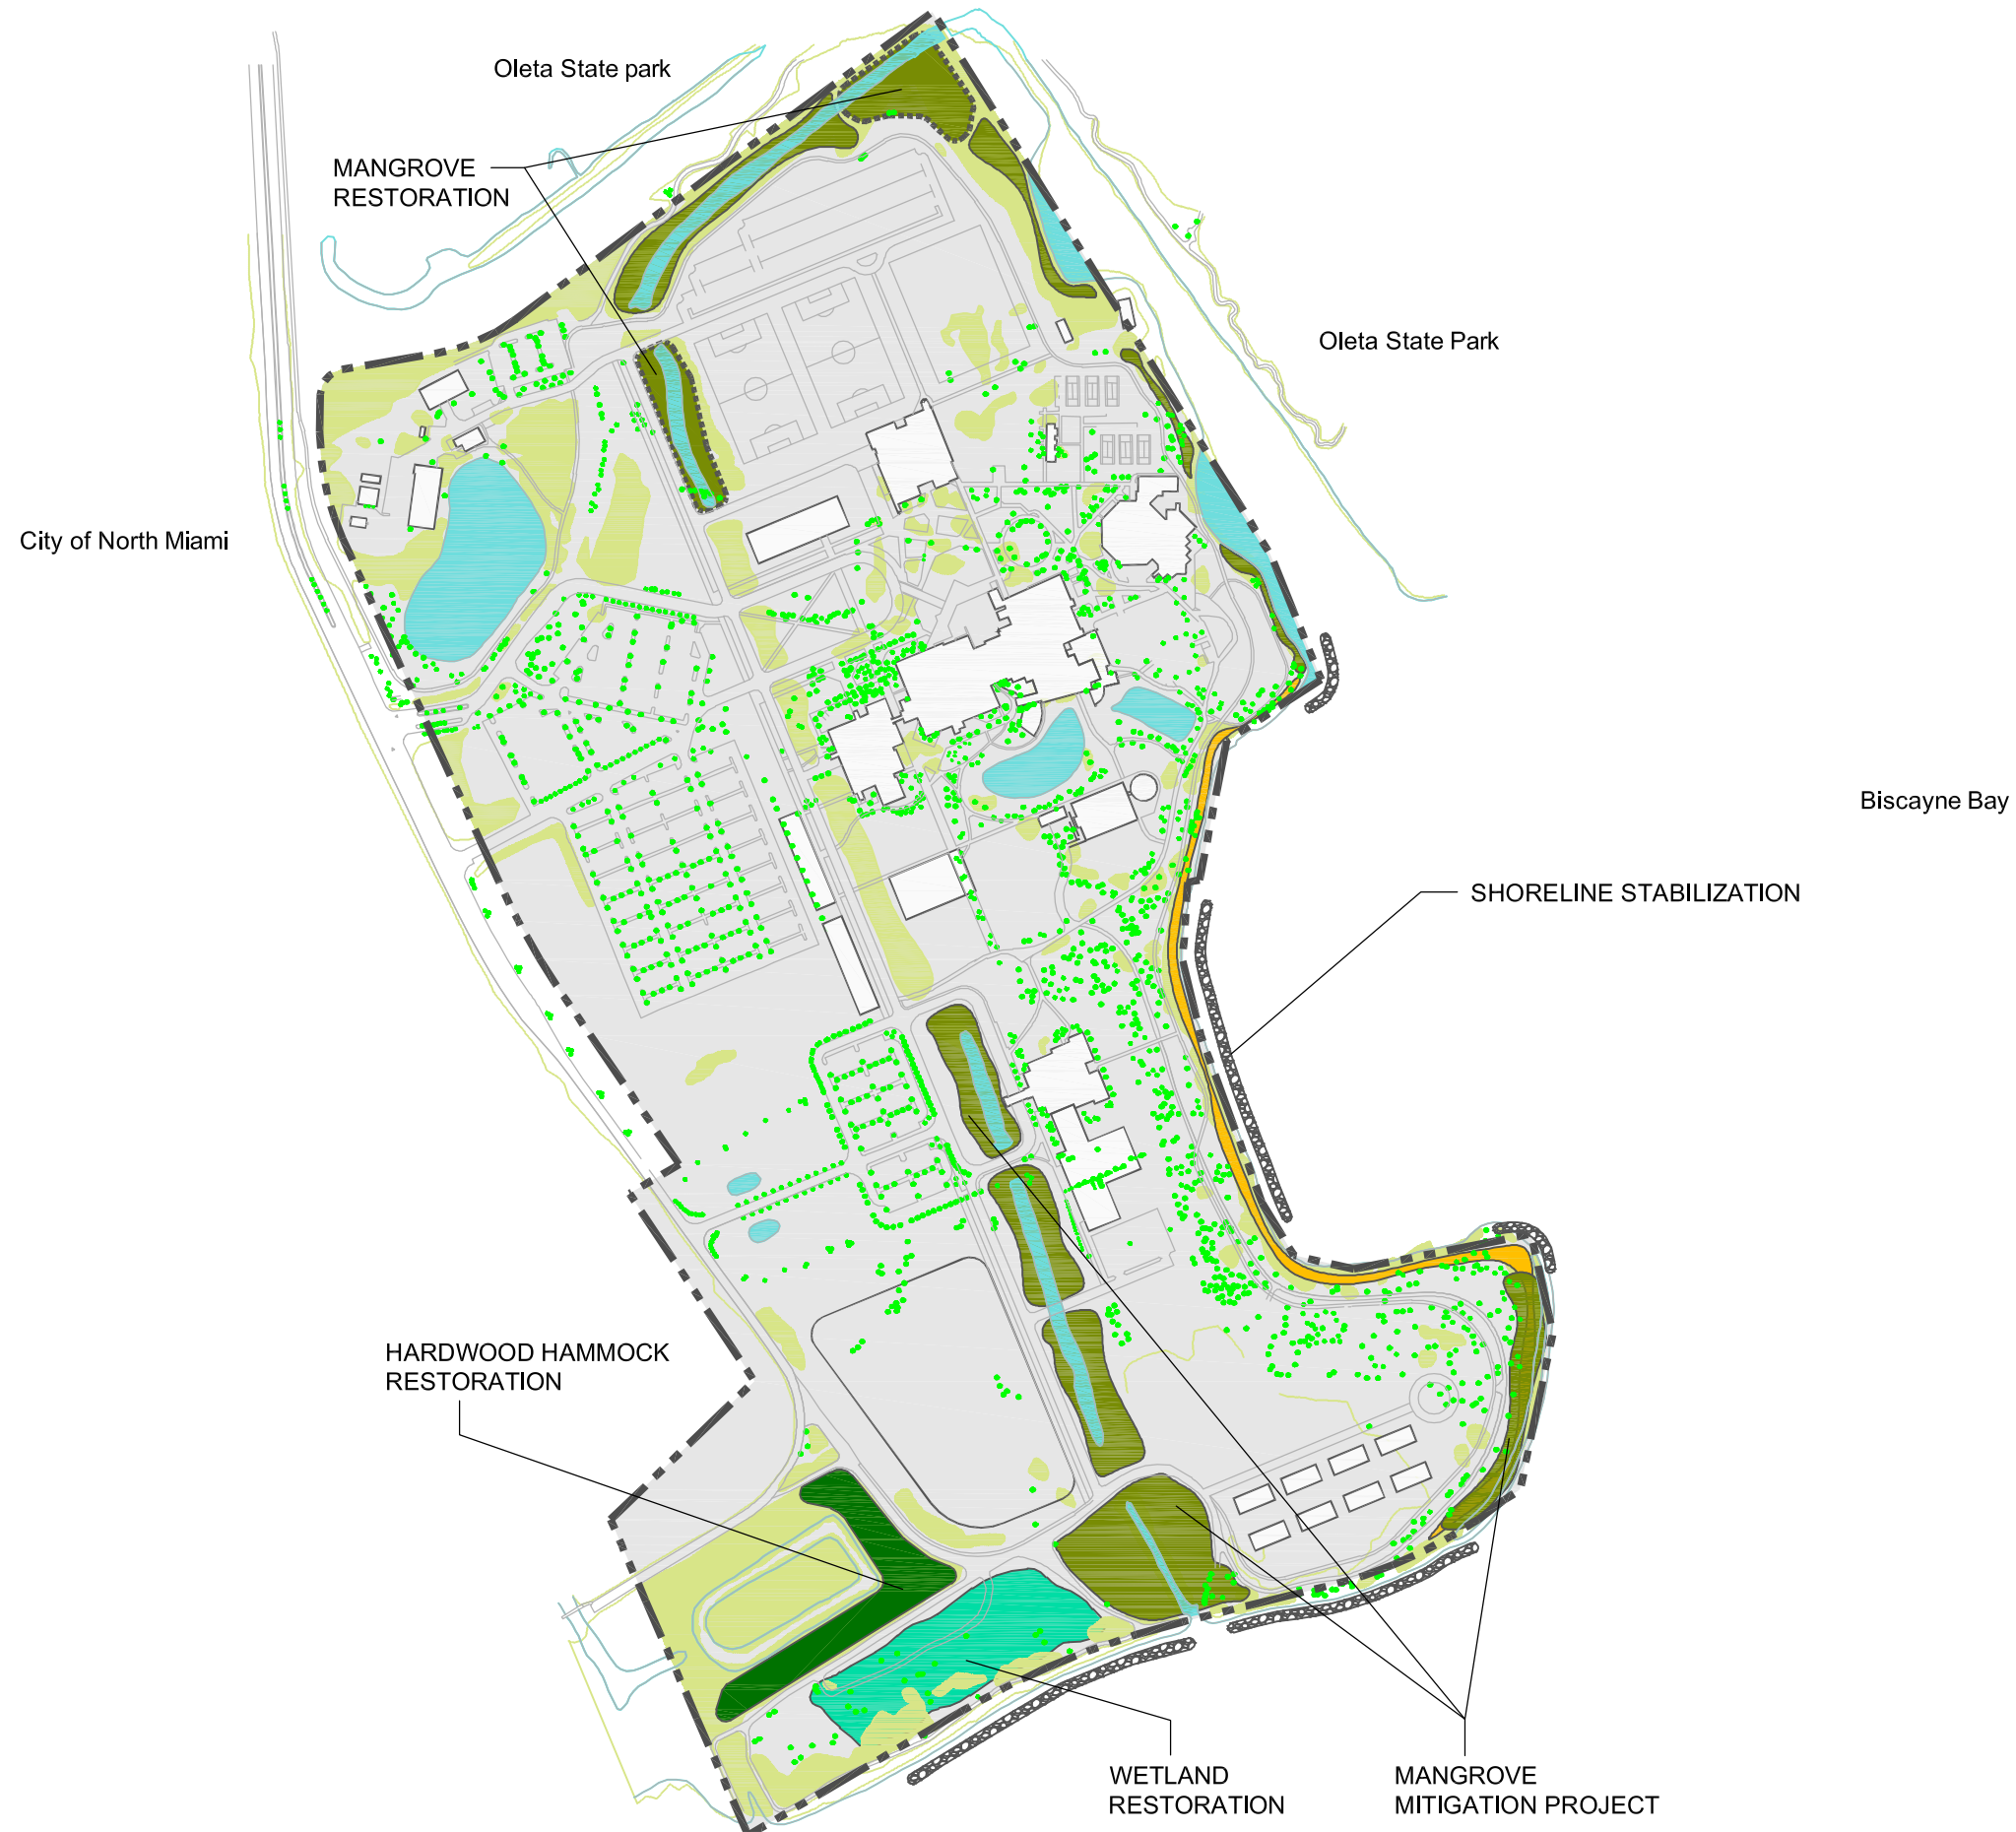 Oleta State park
MANGROVE
RESTORATION
Oleta State Park
City of North Miami
Biscayne Bay
SHORELINE STABILIZATION
HARDWOOD HAMMOCK
RESTORATION
WETLAND
RESTORATION
MANGROVE
MITIGATION PROJECT